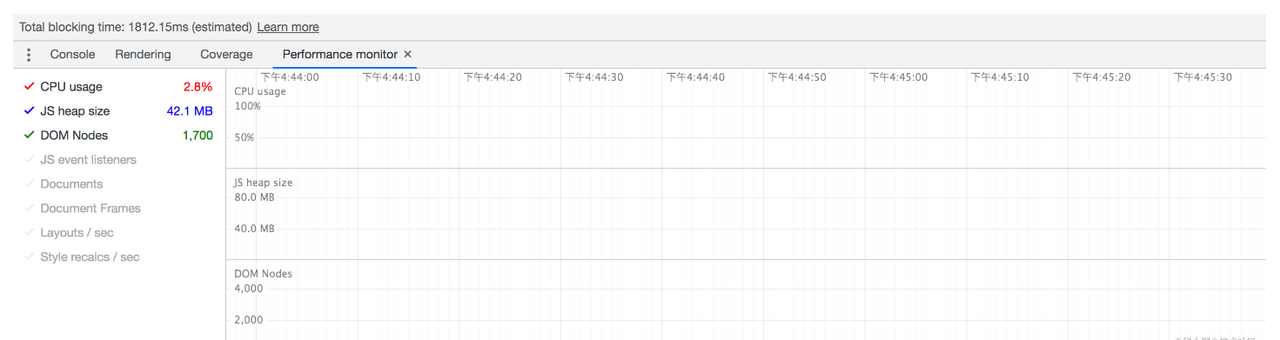 Total blocking time: 1812.15ms (estimated) Learn more
Console Rendering Coverage Performance monitor ×
下午4:44:00 下午4:44:10 下午4:44:20 下午4:44:30 下午4:44:40 下午4:44:50 下午4:45:00 下午4:45:10 下午4:45:20 下午4:45:30
CPU usage 2.8%
JS heap size 42.1 MB
DOM Nodes 1,700
JS event listeners
Documents
Document Frames
Layouts / sec
Style recalcs / sec
CPU usage
100%
50%
JS heap size
80.0 MB
40.0 MB
DOM Nodes
4,000
2,000